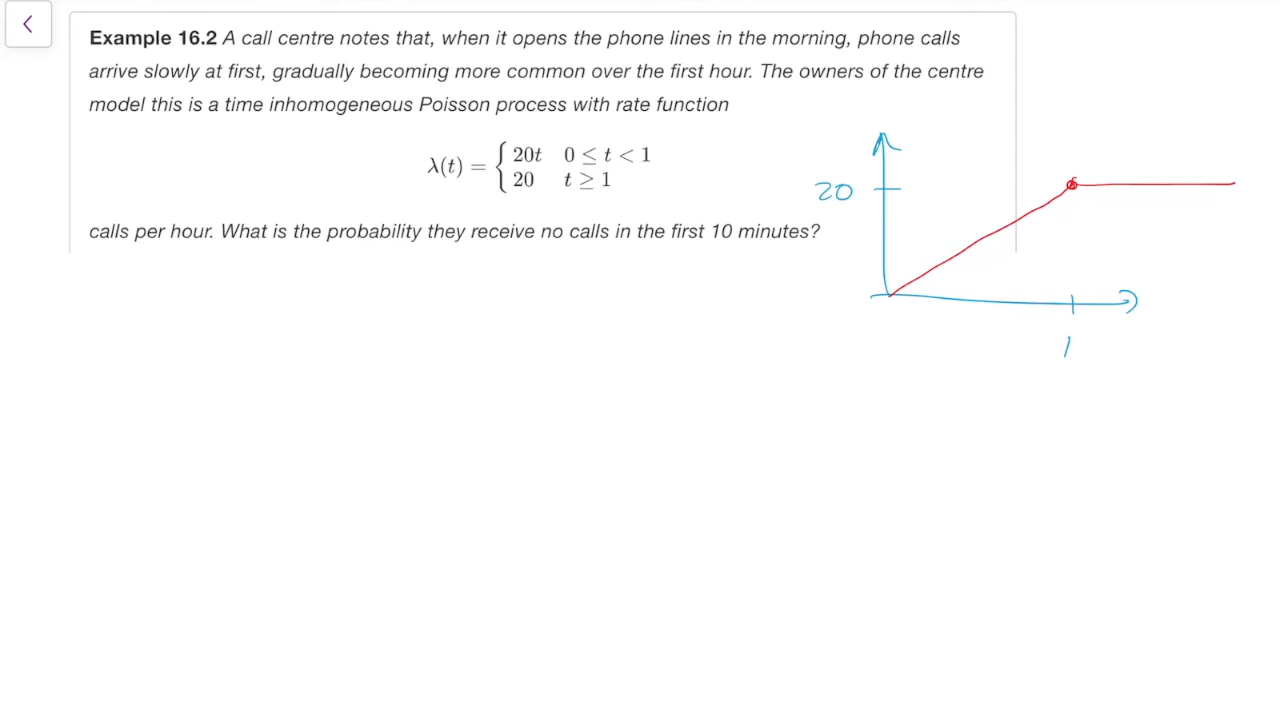 Example 16.2 A call centre notes that, when it opens the phone lines in the morning, phone calls
arrive slowly at first, gradually becoming more common over the first hour. The owners of the centre
model this is a time inhomogeneous Poisson process with rate function
λ(t) = { 20t 0 ≤ t < 1
20 t ≥ 1
calls per hour. What is the probability they receive no calls in the first 10 minutes?
20
1